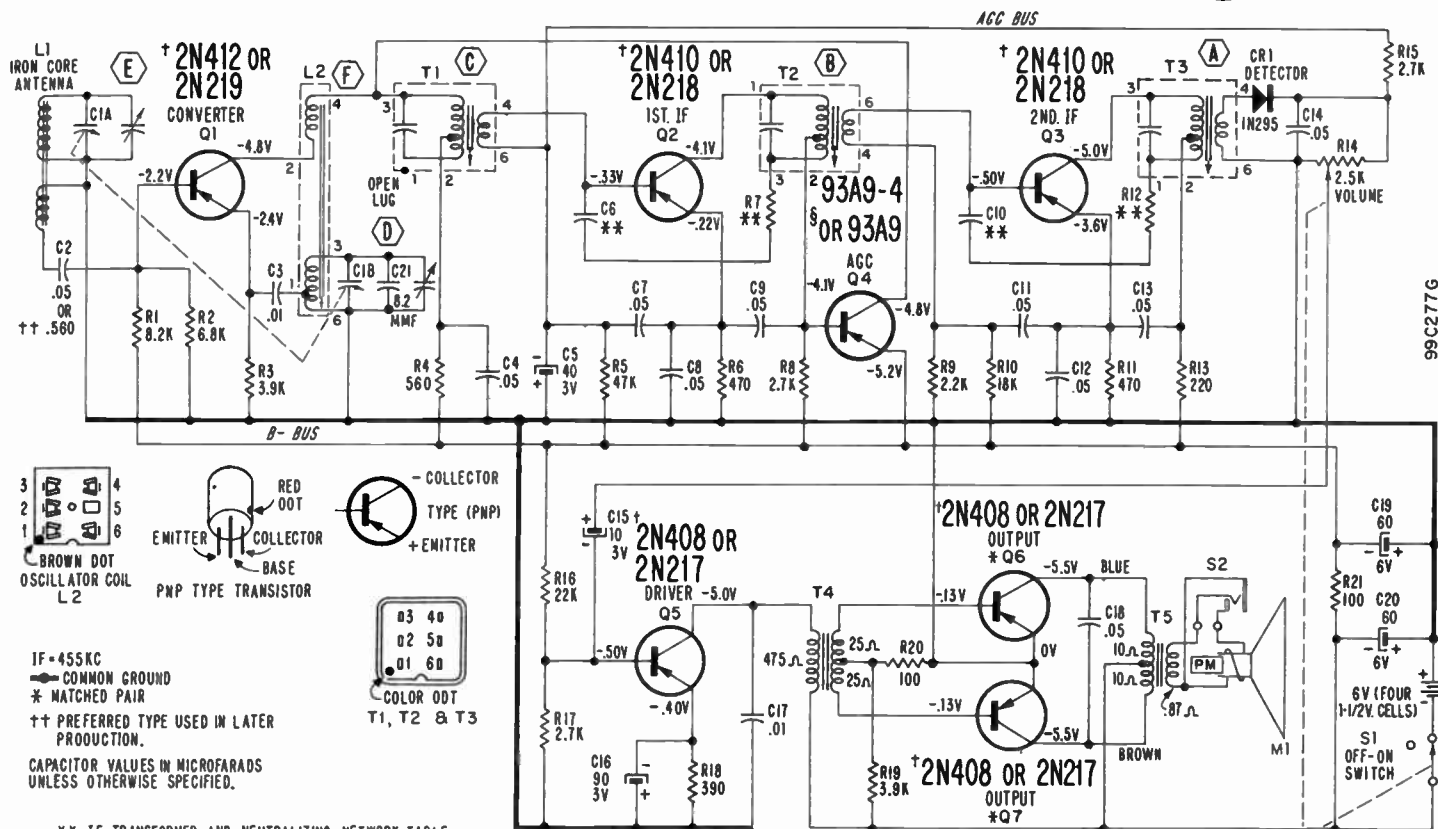 AGC BUS
L1
IRON CORE
ANTENNA
E
C1A
† 2N412 OR
2N219
CONVERTER
Q1
-4.8V
-2.2V
-2.4V
L2
F
4
2
3
1
6
C
T1
3
4
6
1
2
OPEN
LUG
D
C1B
C21
8.2
MMF
† 2N410 OR
2N218
1ST. IF
Q2
-4.1V
-.33V
-.22V
C6
**
B
T2
1
6
4
3
2
R7
**
93A9-4
§ OR 93A9
AGC
Q4
-4.1V
-4.8V
-5.2V
† 2N410 OR
2N218
2ND. IF
Q3
-5.0V
-.50V
-3.6V
C10
**
A
T3
3
4
6
1
2
R12
**
CR1
DETECTOR
1N295
C14
.05
R15
2.7K
R14
2.5K
VOLUME
99C277G
C2
.05
OR
†† .560
R1
8.2K
R2
6.8K
C3
.01
R3
3.9K
R4
560
C4
.05
C5
40
3V
-
+
R5
47K
C7
.05
C8
.05
R6
470
C9
.05
R8
2.7K
R9
2.2K
R10
18K
C11
.05
C12
.05
R11
470
C13
.05
R13
220
B- BUS
3
2
1
4
5
6
BROWN DOT
OSCILLATOR COIL
L2
RED
DOT
EMITTER
COLLECTOR
BASE
PNP TYPE TRANSISTOR
- COLLECTOR
TYPE (PNP)
+ EMITTER
3 4
2 5
1 6
COLOR DOT
T1, T2 & T3
IF=455KC
COMMON GROUND
* MATCHED PAIR
†† PREFERRED TYPE USED IN LATER
PRODUCTION.
CAPACITOR VALUES IN MICROFARADS
UNLESS OTHERWISE SPECIFIED.
** IF TRANSFORMER AND NEUTRALIZING NETWORK TABLE
R16
22K
R17
2.7K
+
C15
10
-
3V
† 2N408 OR
2N217
DRIVER
Q5
-5.0V
-.50V
-.40V
C16
90
3V
-
+
R18
390
C17
.01
T4
475Ω
25Ω
25Ω
R20
100
R19
3.9K
† 2N408 OR 2N217
OUTPUT
*Q6
-.13V
-5.5V
0V
BLUE
C18
.05
-.13V
-5.5V
BROWN
† 2N408 OR 2N217
OUTPUT
*Q7
T5
10Ω
10Ω
.87Ω
S2
PM
M1
C19
60
- +
6V
R21
100
C20
60
- +
6V
+
-
6V (FOUR
1-1/2V. CELLS)
S1
OFF-ON
SWITCH